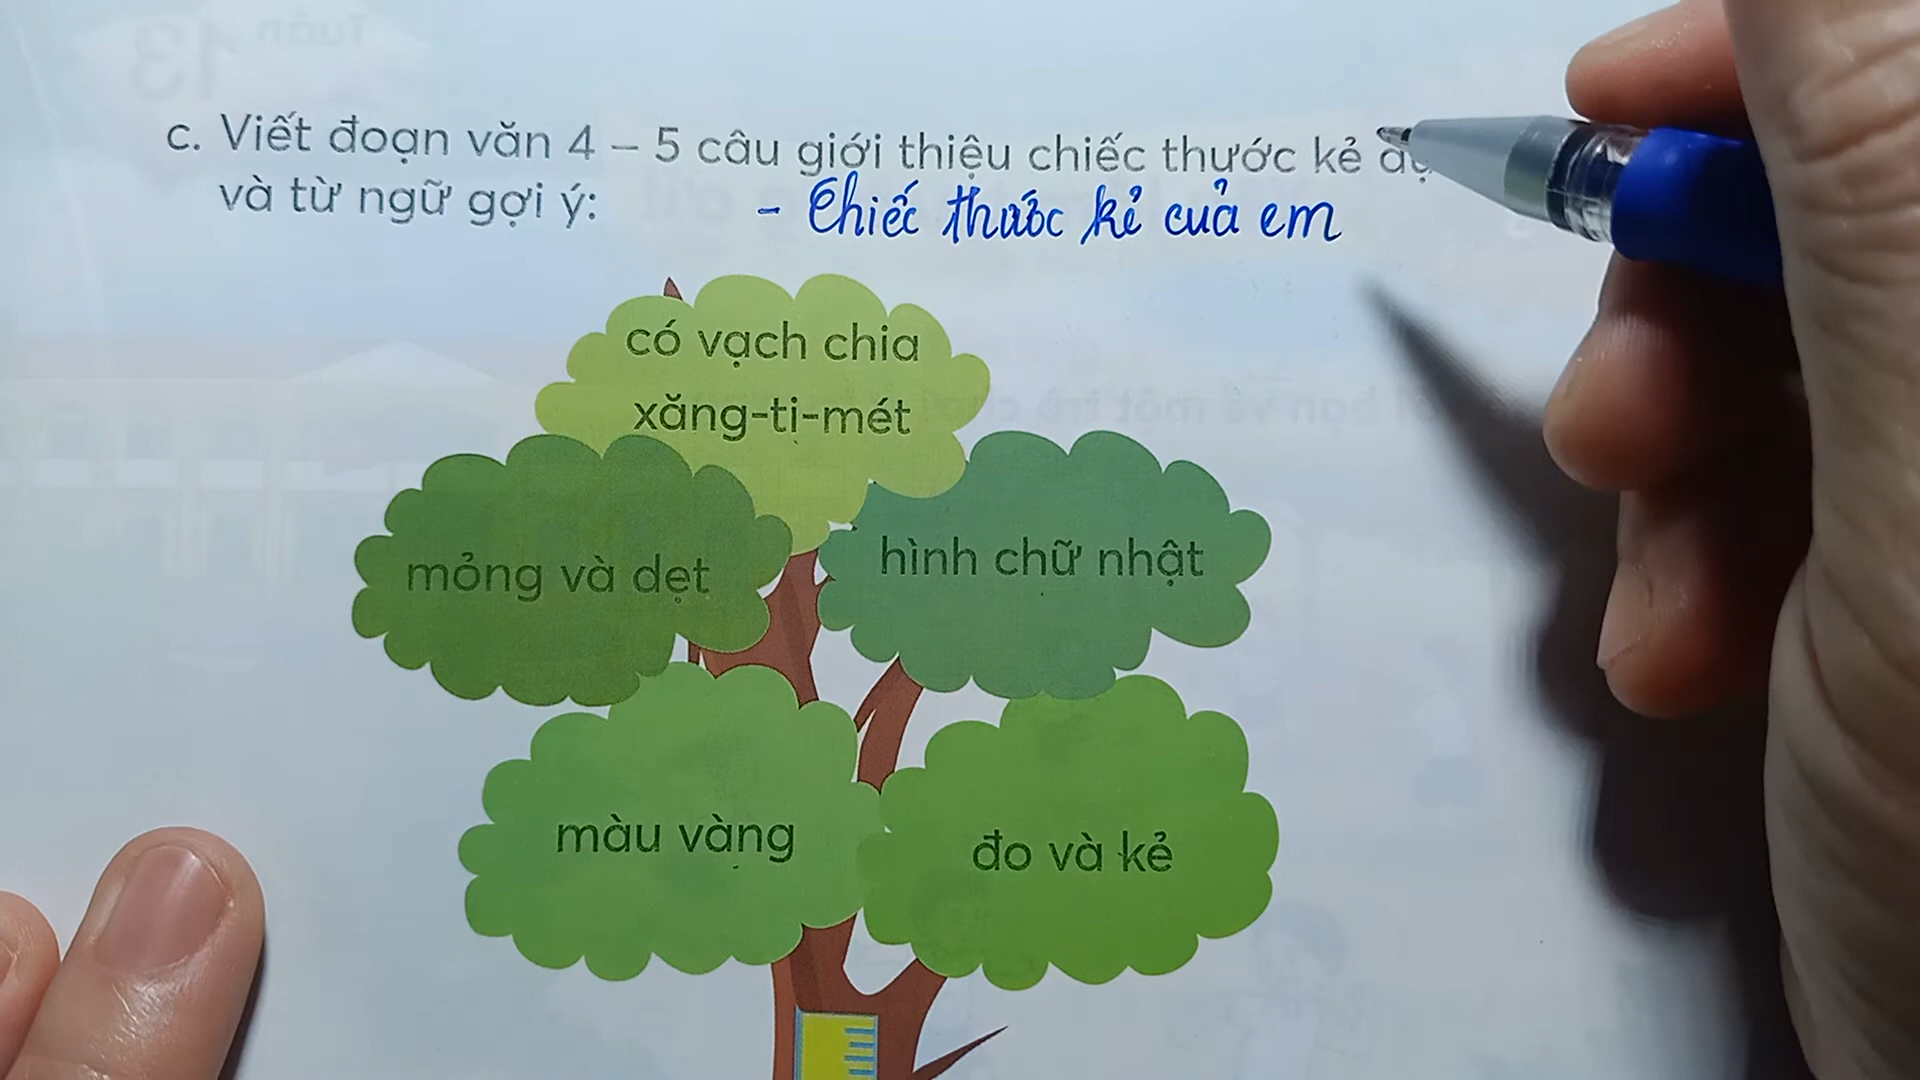 c. Viết đoạn văn 4 – 5 câu giới thiệu chiếc thước kẻ
và từ ngữ gợi ý:
- Chiếc thước kẻ của em
có vạch chia
xăng-ti-mét
mỏng và dẹt
hình chữ nhật
màu vàng
đo và kẻ